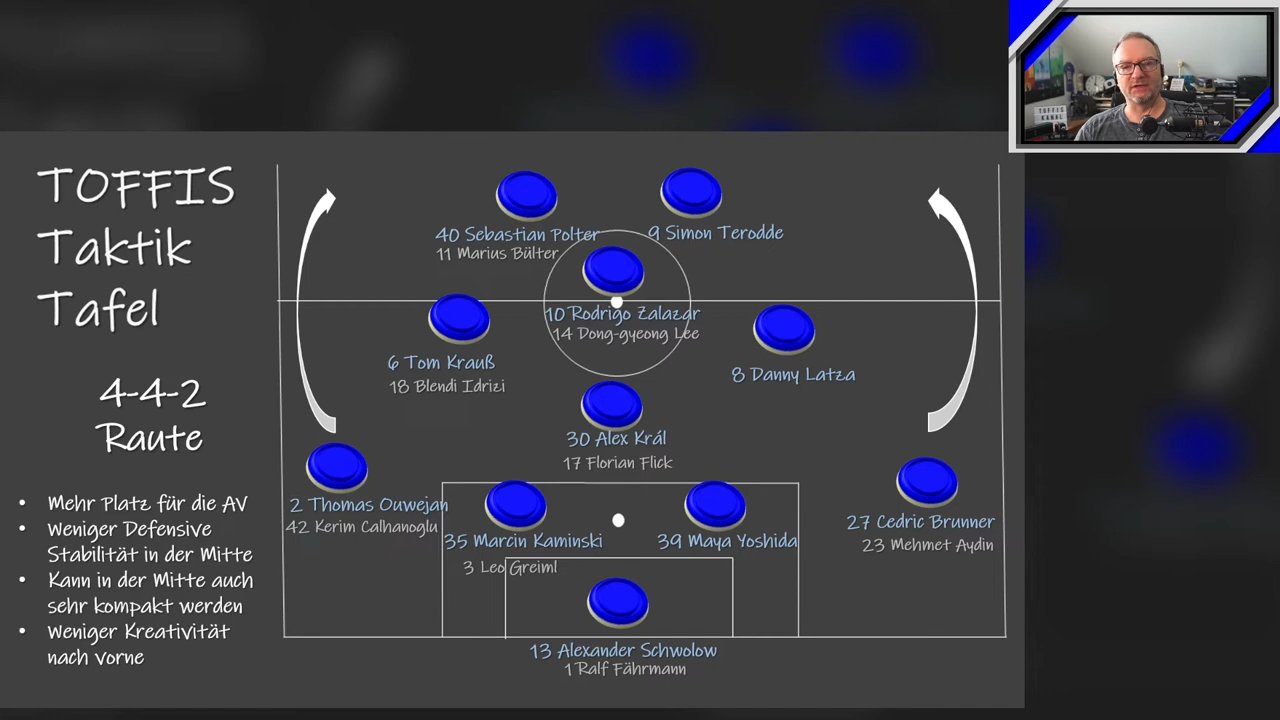 TOFFIS
Taktik
Tafel
4-4-2
Raute
• Mehr Platz für die AV
• Weniger Defensive
Stabilität in der Mitte
• Kann in der Mitte auch
sehr kompakt werden
• Weniger Kreativität
nach vorne
40 Sebastian Polter
11 Marius Bülter
9 Simon Terodde
10 Rodrigo Zalazar
14 Dong-gyeong Lee
6 Tom Krauß
18 Blendi Idrizi
8 Danny Latza
30 Alex Král
17 Florian Flick
2 Thomas Ouwejan
42 Kerim Calhanoglu
35 Marcin Kaminski
3 Leo Greiml
39 Maya Yoshida
27 Cedric Brunner
23 Mehmet Aydin
13 Alexander Schwolow
1 Ralf Fährmann
TOFFIS
KANAL